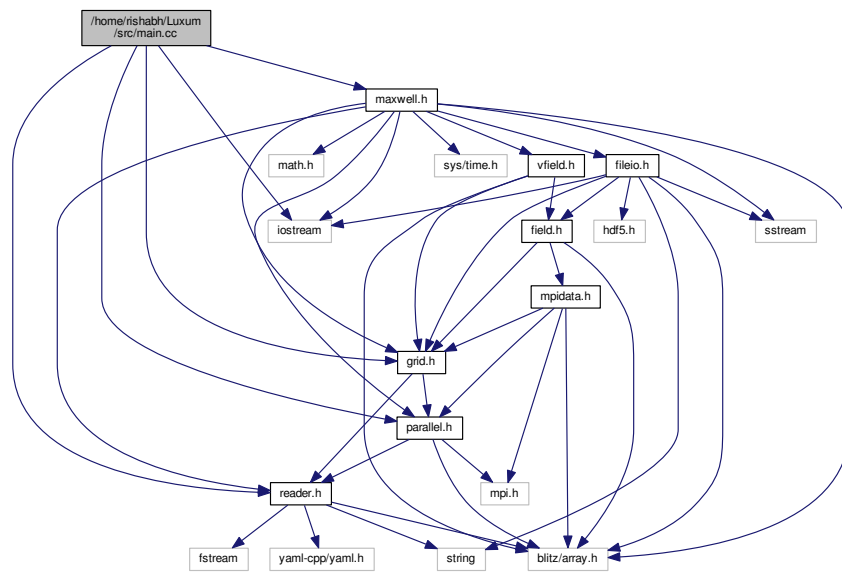 /home/rishabh/Luxum
/src/main.cc
maxwell.h
math.h
sys/time.h
vfield.h
fileio.h
iostream
field.h
hdf5.h
sstream
mpidata.h
grid.h
parallel.h
reader.h
mpi.h
fstream
yaml-cpp/yaml.h
string
blitz/array.h